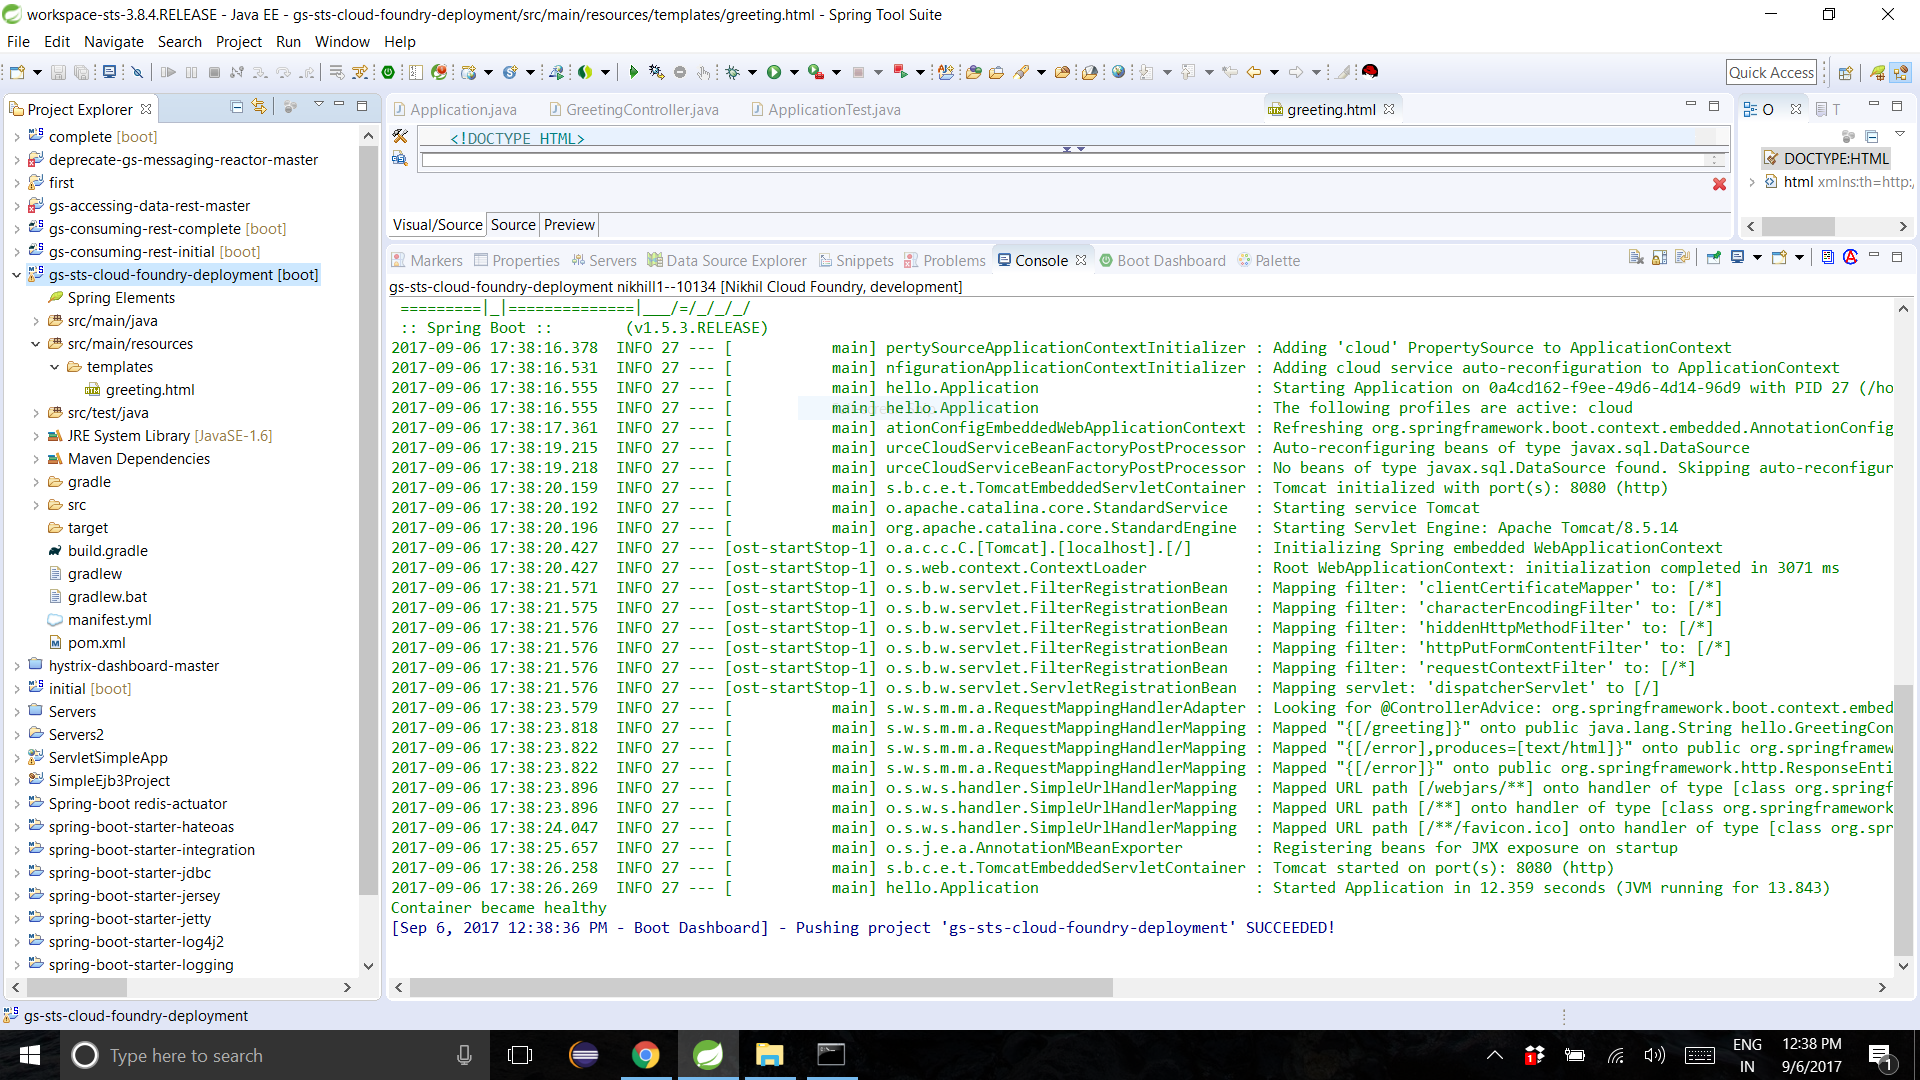 workspace-sts-3.8.4.RELEASE - Java EE - gs-sts-cloud-foundry-deployment/src/main/resources/templates/greeting.html - Spring Tool Suite
File Edit Navigate Search Project Run Window Help
Quick Access
Project Explorer
complete [boot]
deprecate-gs-messaging-reactor-master
first
gs-accessing-data-rest-master
gs-consuming-rest-complete [boot]
gs-consuming-rest-initial [boot]
gs-sts-cloud-foundry-deployment [boot]
Spring Elements
src/main/java
src/main/resources
templates
greeting.html
src/test/java
JRE System Library [JavaSE-1.6]
Maven Dependencies
gradle
src
target
build.gradle
gradlew
gradlew.bat
manifest.yml
pom.xml
hystrix-dashboard-master
initial [boot]
Servers
Servers2
ServletSimpleApp
SimpleEjb3Project
Spring-boot redis-actuator
spring-boot-starter-hateoas
spring-boot-starter-integration
spring-boot-starter-jdbc
spring-boot-starter-jersey
spring-boot-starter-jetty
spring-boot-starter-log4j2
spring-boot-starter-logging
Application.java GreetingController.java ApplicationTest.java greeting.html
<!DOCTYPE HTML>
Visual/Source Source Preview
O T
DOCTYPE:HTML
html xmlns:th=http:,
Markers Properties Servers Data Source Explorer Snippets Problems Console Boot Dashboard Palette
gs-sts-cloud-foundry-deployment nikhill1--10134 [Nikhil Cloud Foundry, development]
=========|_|==============|___/=/_/_/_/
:: Spring Boot :: (v1.5.3.RELEASE)
2017-09-06 17:38:16.378 INFO 27 --- [ main] pertySourceApplicationContextInitializer : Adding 'cloud' PropertySource to ApplicationContext
2017-09-06 17:38:16.531 INFO 27 --- [ main] nfigurationApplicationContextInitializer : Adding cloud service auto-reconfiguration to ApplicationContext
2017-09-06 17:38:16.555 INFO 27 --- [ main] hello.Application : Starting Application on 0a4cd162-f9ee-49d6-4d14-96d9 with PID 27 (/ho
2017-09-06 17:38:16.555 INFO 27 --- [ main] hello.Application : The following profiles are active: cloud
2017-09-06 17:38:17.361 INFO 27 --- [ main] ationConfigEmbeddedWebApplicationContext : Refreshing org.springframework.boot.context.embedded.AnnotationConfig
2017-09-06 17:38:19.215 INFO 27 --- [ main] urceCloudServiceBeanFactoryPostProcessor : Auto-reconfiguring beans of type javax.sql.DataSource
2017-09-06 17:38:19.218 INFO 27 --- [ main] urceCloudServiceBeanFactoryPostProcessor : No beans of type javax.sql.DataSource found. Skipping auto-reconfigur
2017-09-06 17:38:20.159 INFO 27 --- [ main] s.b.c.e.t.TomcatEmbeddedServletContainer : Tomcat initialized with port(s): 8080 (http)
2017-09-06 17:38:20.192 INFO 27 --- [ main] o.apache.catalina.core.StandardService : Starting service Tomcat
2017-09-06 17:38:20.196 INFO 27 --- [ main] org.apache.catalina.core.StandardEngine : Starting Servlet Engine: Apache Tomcat/8.5.14
2017-09-06 17:38:20.427 INFO 27 --- [ost-startStop-1] o.a.c.c.C.[Tomcat].[localhost].[/] : Initializing Spring embedded WebApplicationContext
2017-09-06 17:38:20.427 INFO 27 --- [ost-startStop-1] o.s.web.context.ContextLoader : Root WebApplicationContext: initialization completed in 3071 ms
2017-09-06 17:38:21.571 INFO 27 --- [ost-startStop-1] o.s.b.w.servlet.FilterRegistrationBean : Mapping filter: 'clientCertificateMapper' to: [/*]
2017-09-06 17:38:21.575 INFO 27 --- [ost-startStop-1] o.s.b.w.servlet.FilterRegistrationBean : Mapping filter: 'characterEncodingFilter' to: [/*]
2017-09-06 17:38:21.576 INFO 27 --- [ost-startStop-1] o.s.b.w.servlet.FilterRegistrationBean : Mapping filter: 'hiddenHttpMethodFilter' to: [/*]
2017-09-06 17:38:21.576 INFO 27 --- [ost-startStop-1] o.s.b.w.servlet.FilterRegistrationBean : Mapping filter: 'httpPutFormContentFilter' to: [/*]
2017-09-06 17:38:21.576 INFO 27 --- [ost-startStop-1] o.s.b.w.servlet.FilterRegistrationBean : Mapping filter: 'requestContextFilter' to: [/*]
2017-09-06 17:38:21.576 INFO 27 --- [ost-startStop-1] o.s.b.w.servlet.ServletRegistrationBean : Mapping servlet: 'dispatcherServlet' to [/]
2017-09-06 17:38:23.579 INFO 27 --- [ main] s.w.s.m.m.a.RequestMappingHandlerAdapter : Looking for @ControllerAdvice: org.springframework.boot.context.embed
2017-09-06 17:38:23.818 INFO 27 --- [ main] s.w.s.m.m.a.RequestMappingHandlerMapping : Mapped "{[/greeting]}" onto public java.lang.String hello.GreetingCon
2017-09-06 17:38:23.822 INFO 27 --- [ main] s.w.s.m.m.a.RequestMappingHandlerMapping : Mapped "{[/error],produces=[text/html]}" onto public org.springframew
2017-09-06 17:38:23.822 INFO 27 --- [ main] s.w.s.m.m.a.RequestMappingHandlerMapping : Mapped "{[/error]}" onto public org.springframework.http.ResponseEnti
2017-09-06 17:38:23.896 INFO 27 --- [ main] o.s.w.s.handler.SimpleUrlHandlerMapping : Mapped URL path [/webjars/**] onto handler of type [class org.springf
2017-09-06 17:38:23.896 INFO 27 --- [ main] o.s.w.s.handler.SimpleUrlHandlerMapping : Mapped URL path [/**] onto handler of type [class org.springframework
2017-09-06 17:38:24.047 INFO 27 --- [ main] o.s.w.s.handler.SimpleUrlHandlerMapping : Mapped URL path [/**/favicon.ico] onto handler of type [class org.spr
2017-09-06 17:38:25.657 INFO 27 --- [ main] o.s.j.e.a.AnnotationMBeanExporter : Registering beans for JMX exposure on startup
2017-09-06 17:38:26.258 INFO 27 --- [ main] s.b.c.e.t.TomcatEmbeddedServletContainer : Tomcat started on port(s): 8080 (http)
2017-09-06 17:38:26.269 INFO 27 --- [ main] hello.Application : Started Application in 12.359 seconds (JVM running for 13.843)
Container became healthy
[Sep 6, 2017 12:38:36 PM - Boot Dashboard] - Pushing project 'gs-sts-cloud-foundry-deployment' SUCCEEDED!
gs-sts-cloud-foundry-deployment
Type here to search
ENG
IN
12:38 PM
9/6/2017
1
1